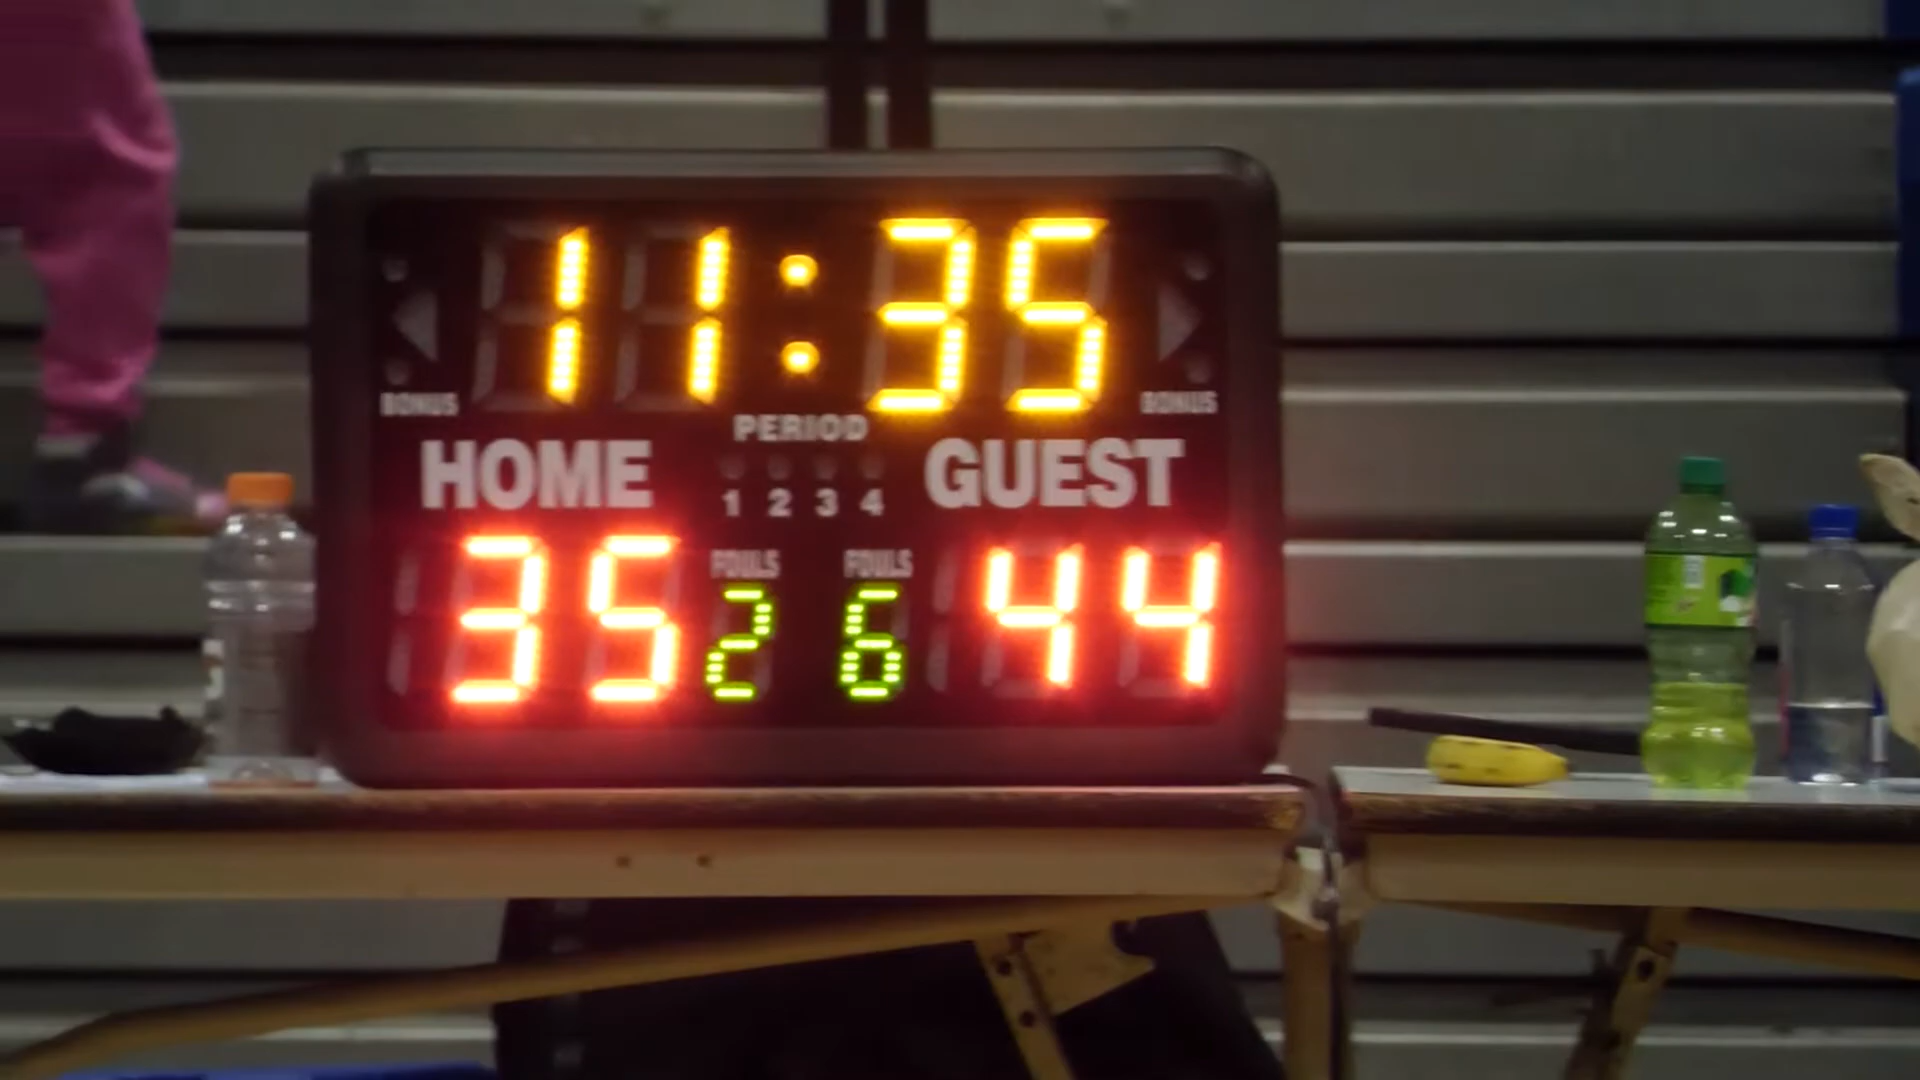 11:35
BONUS BONUS
PERIOD
HOME GUEST
1 2 3 4
FOULS FOULS
35 2 6 44